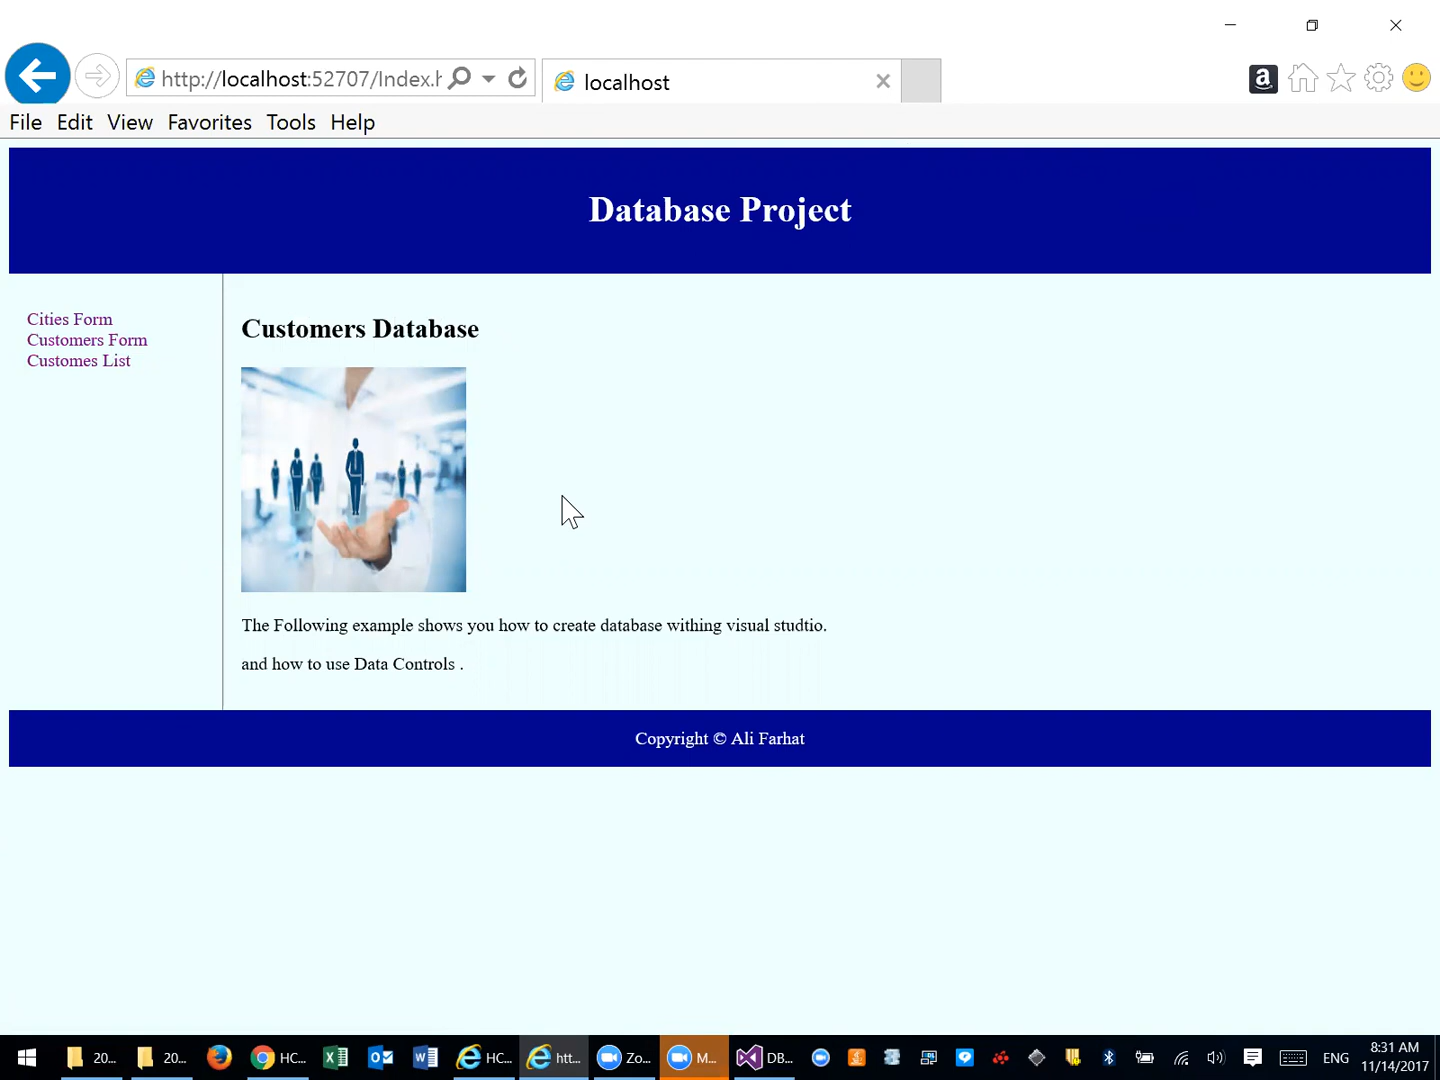 http://localhost:52707/Index.h
localhost
File Edit View Favorites Tools Help
Database Project
Cities Form
Customers Form
Customes List
Customers Database
The Following example shows you how to create database withing visual studtio.
and how to use Data Controls .
Copyright © Ali Farhat
20... 20... HC... HC... htt... Zo... M... DB... ENG
8:31 AM
11/14/2017